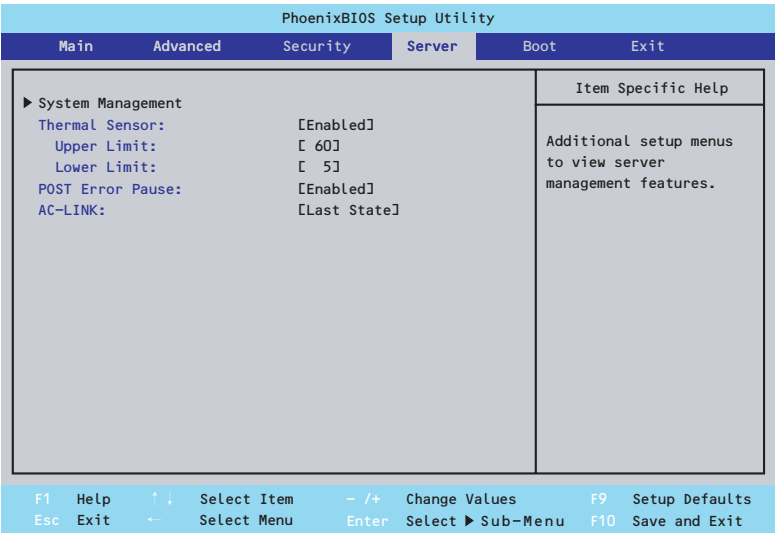 PhoenixBIOS Setup Utility
Main Advanced Security Server Boot Exit
▶ System Management
Thermal Sensor: [Enabled]
Upper Limit: [ 60]
Lower Limit: [ 5]
POST Error Pause: [Enabled]
AC-LINK: [Last State]
Item Specific Help
Additional setup menus
to view server
management features.
F1 Help ↑↓ Select Item - /+ Change Values F9 Setup Defaults
Esc Exit ← Select Menu Enter Select ▶ Sub-Menu F10 Save and Exit